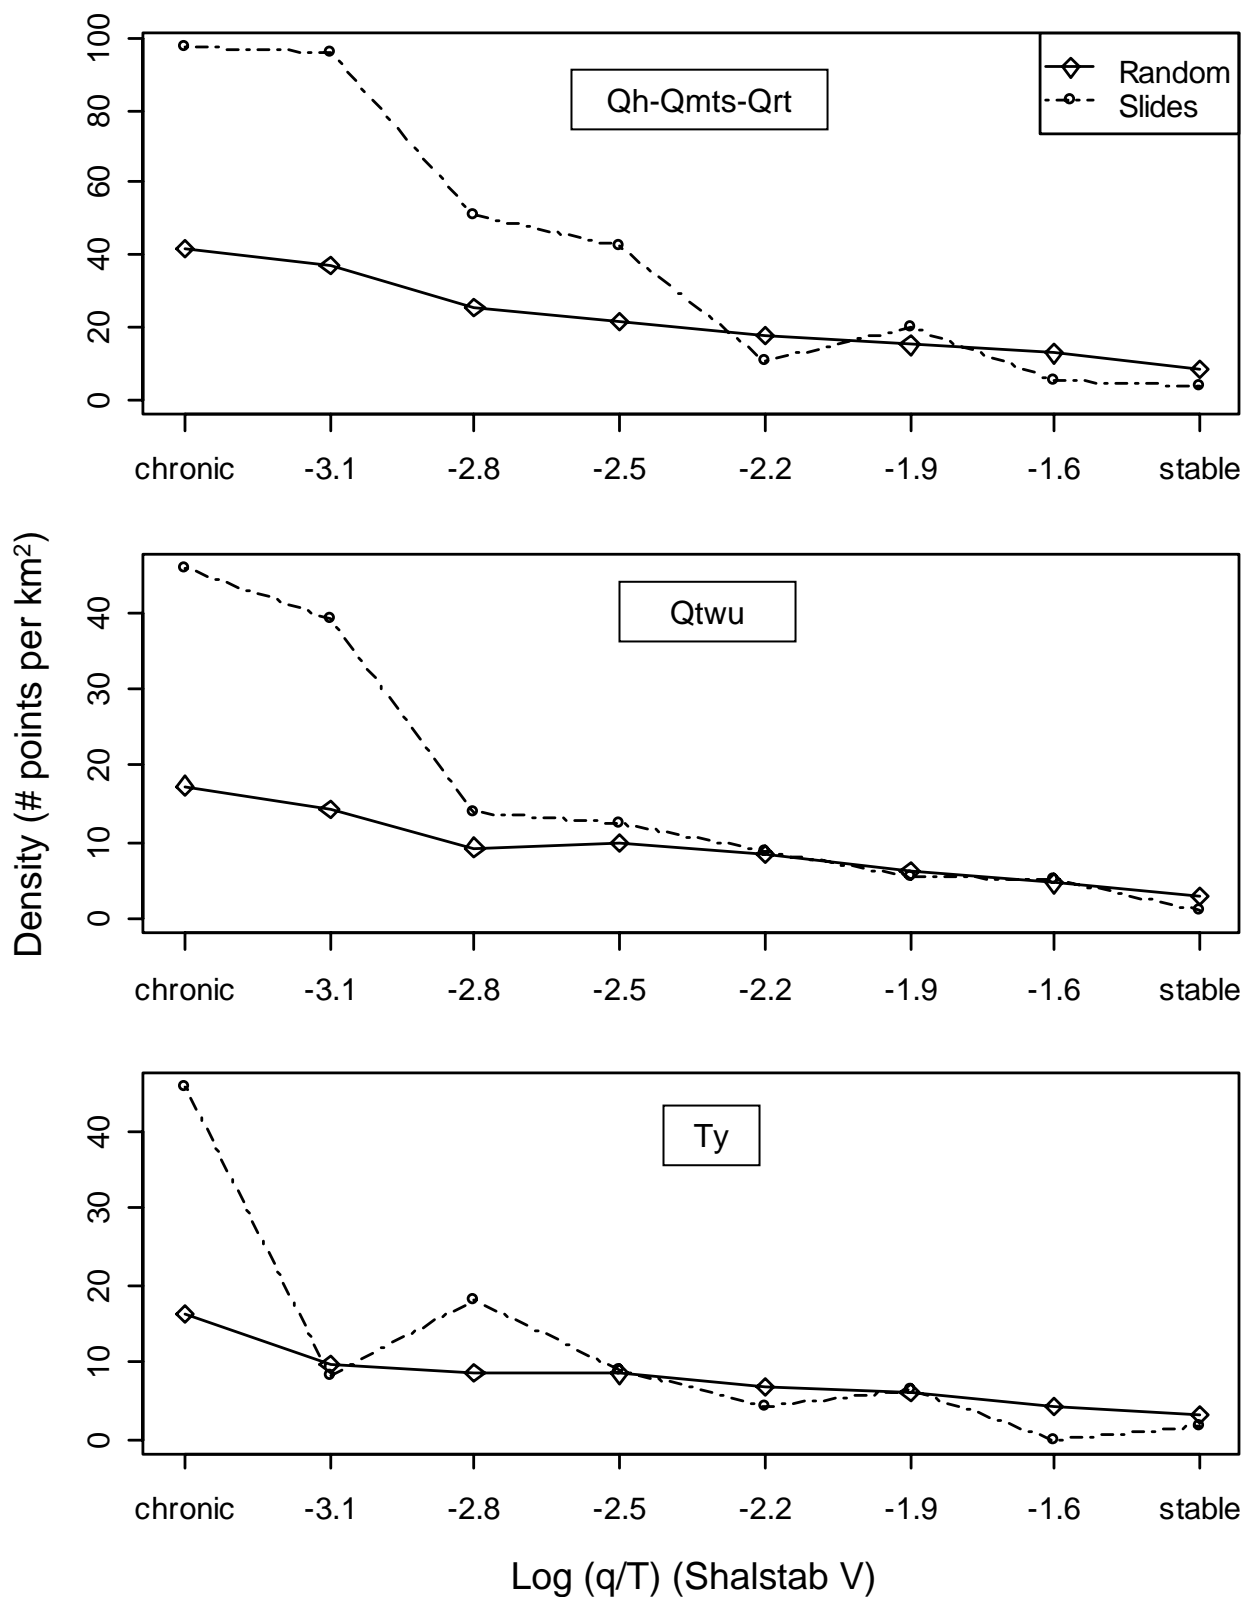 Qh-Qmts-Qrt
Random
Slides
100
80
60
40
20
0
chronic -3.1 -2.8 -2.5 -2.2 -1.9 -1.6 stable
Density (# points per km²)
Qtwu
40
30
20
10
0
chronic -3.1 -2.8 -2.5 -2.2 -1.9 -1.6 stable
Ty
40
30
20
10
0
chronic -3.1 -2.8 -2.5 -2.2 -1.9 -1.6 stable
Log (q/T) (Shalstab V)